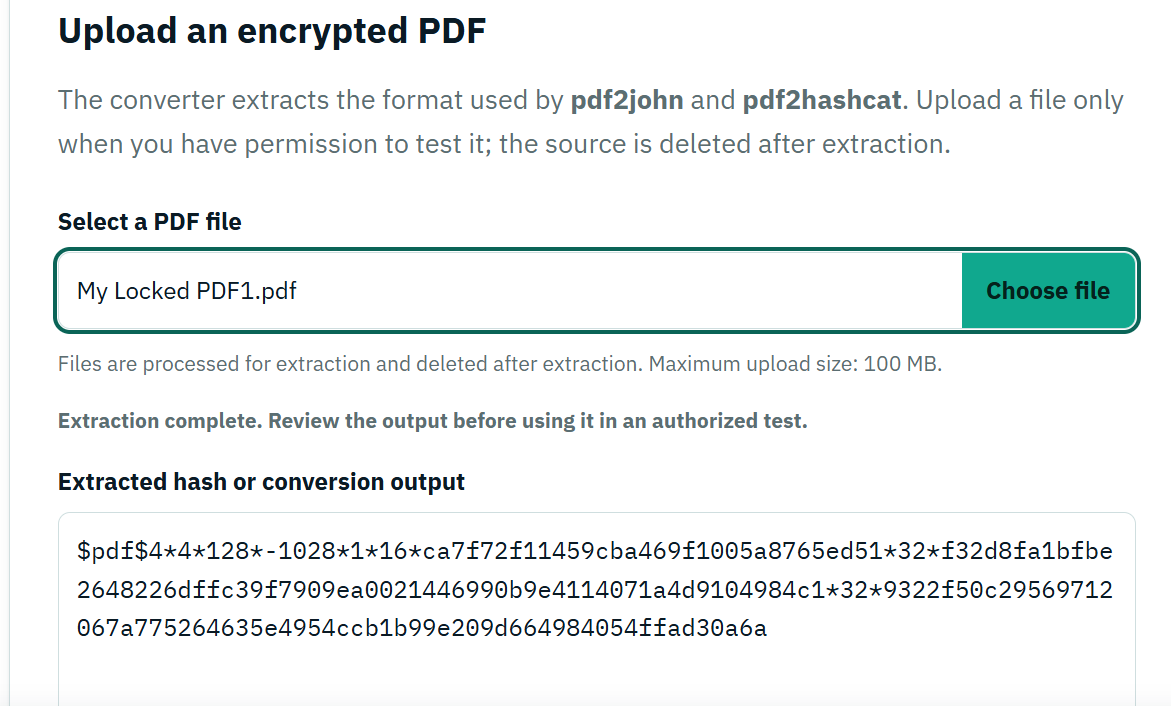 Upload an encrypted PDF
The converter extracts the format used by pdf2john and pdf2hashcat. Upload a file only
when you have permission to test it; the source is deleted after extraction.
Select a PDF file
My Locked PDF1.pdf
Choose file
Files are processed for extraction and deleted after extraction. Maximum upload size: 100 MB.
Extraction complete. Review the output before using it in an authorized test.
Extracted hash or conversion output
$pdf$4*4*128*-1028*1*16*ca7f72f11459cba469f1005a8765ed51*32*f32d8fa1bfbe
2648226dffc39f7909ea0021446990b9e4114071a4d9104984c1*32*9322f50c29569712
067a775264635e4954ccb1b99e209d664984054ffad30a6a